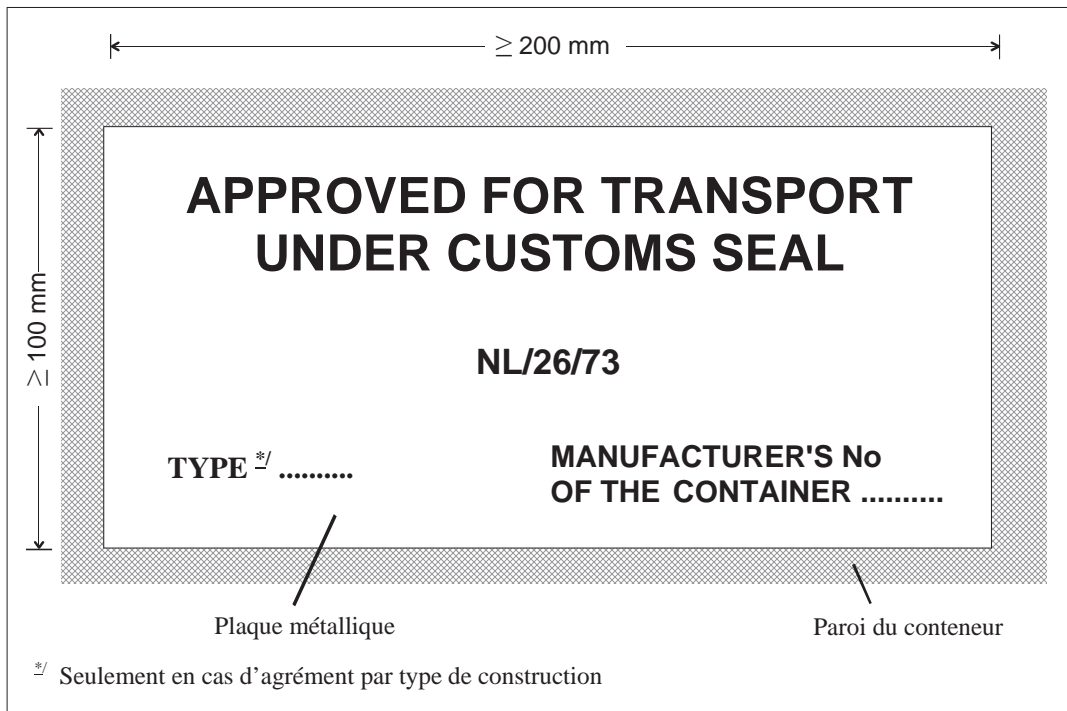 ≥ 200 mm
≥ 100 mm
APPROVED FOR TRANSPORT
UNDER CUSTOMS SEAL
NL/26/73
TYPE */ ..........
MANUFACTURER'S No
OF THE CONTAINER ..........
Plaque métallique
Paroi du conteneur
*/ Seulement en cas d’agrément par type de construction